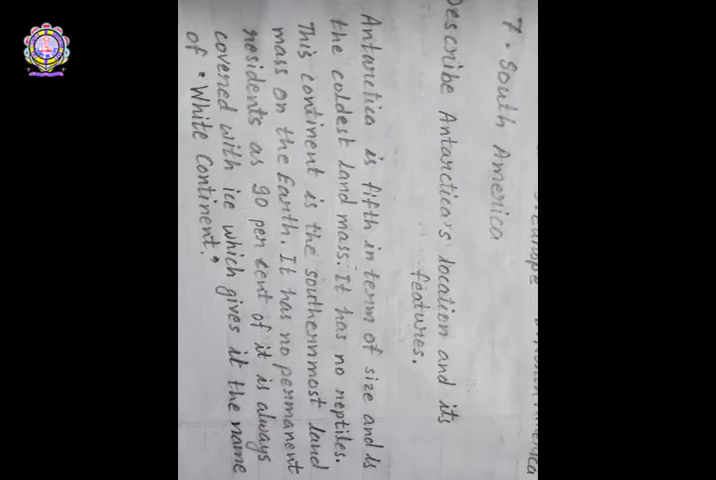 Europe
7. South America
Describe Antarctica's location and its
features.
Antarctica is fifth in term of size and is
the coldest land mass. It has no reptiles.
This continent is the southernmost land
mass on the Earth. It has no permanent
residents as 90 per cent of it is always
covered with ice which gives it the name
of "White Continent."